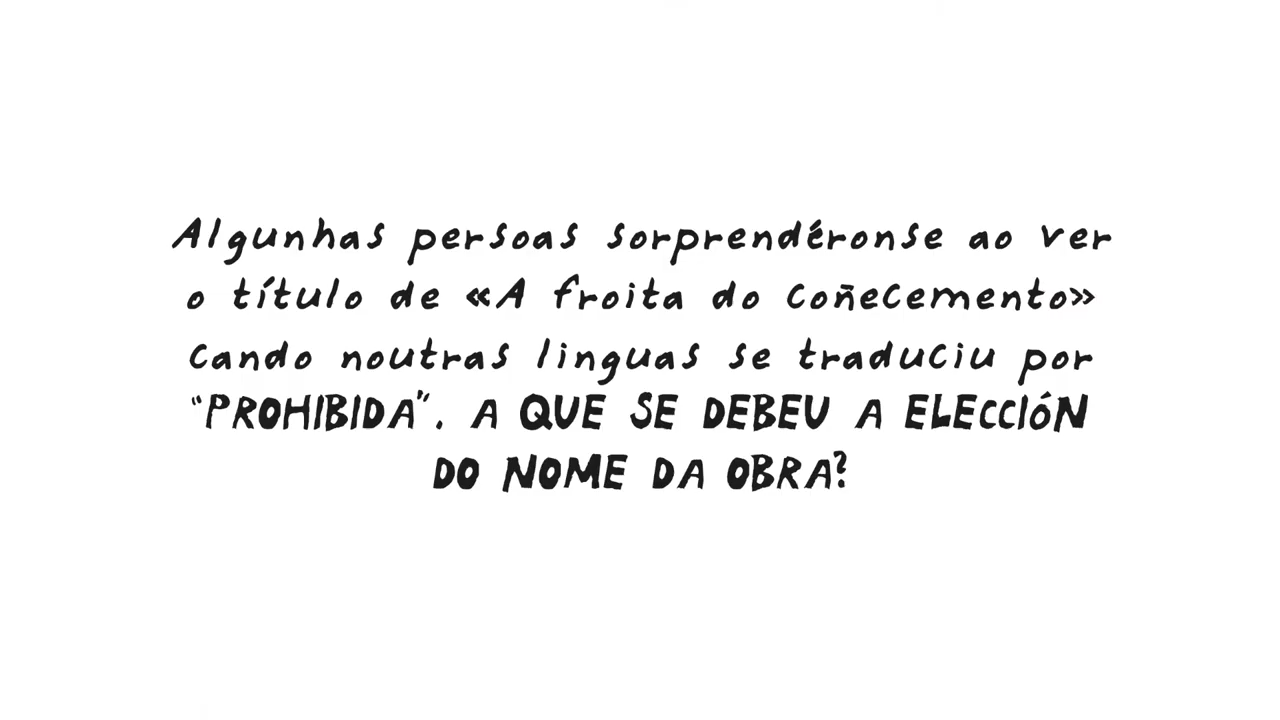 Algunhas persoas sorprendéronse ao ver
o título de «A froita do coñecemento»
cando noutras linguas se traduciu por
“PROHIBIDA”. A QUE SE DEBEU A ELECCIÓN
DO NOME DA OBRA?